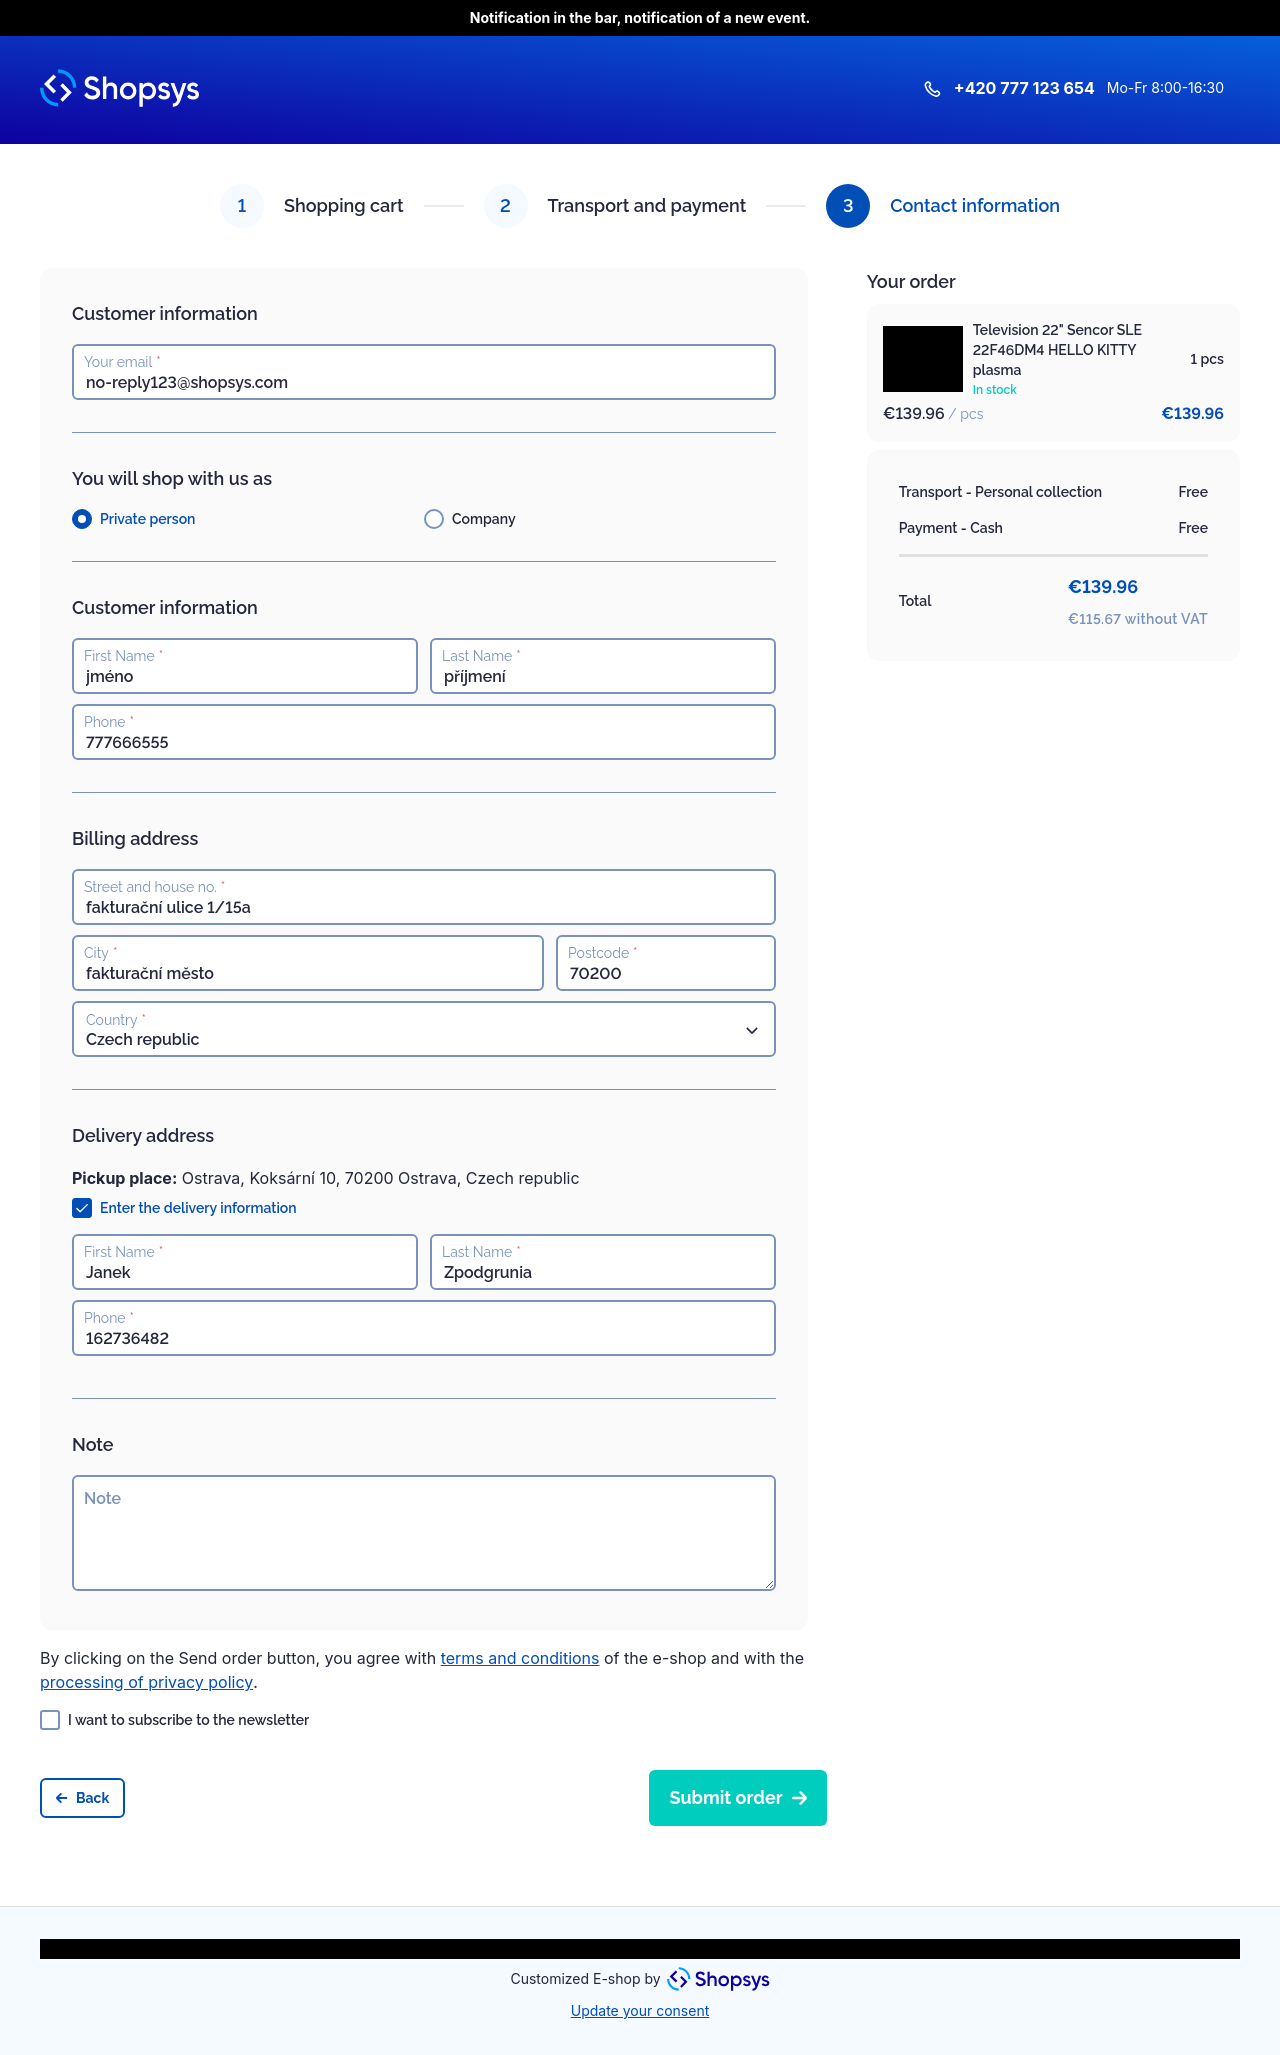 Notification in the bar, notification of a new event.
Shopsys
+420 777 123 654 Mo-Fr 8:00-16:30
1 Shopping cart
2 Transport and payment
3 Contact information
Customer information
Your email *
no-reply123@shopsys.com
You will shop with us as
Private person
Company
Customer information
First Name *
jméno
Last Name *
příjmení
Phone *
777666555
Billing address
Street and house no. *
fakturační ulice 1/15a
City *
fakturační město
Postcode *
70200
Country *
Czech republic
Delivery address
Pickup place: Ostrava, Koksární 10, 70200 Ostrava, Czech republic
Enter the delivery information
First Name *
Janek
Last Name *
Zpodgrunia
Phone *
162736482
Note
Note
By clicking on the Send order button, you agree with terms and conditions of the e-shop and with the
processing of privacy policy.
I want to subscribe to the newsletter
Back
Submit order
Your order
Television 22" Sencor SLE
22F46DM4 HELLO KITTY
plasma
In stock
1 pcs
€139.96 / pcs
€139.96
Transport - Personal collection Free
Payment - Cash Free
Total
€139.96
€115.67 without VAT
Customized E-shop by Shopsys
Update your consent